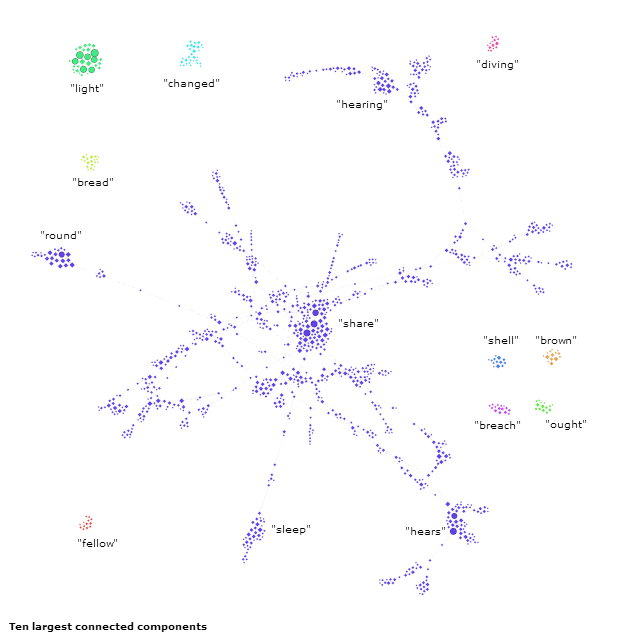 "diving"
"changed"
"light"
"hearing"
"bread"
"round"
"share"
"shell" "brown"
"breach" "ought"
"sleep" "hears"
"fellow"
Ten largest connected components